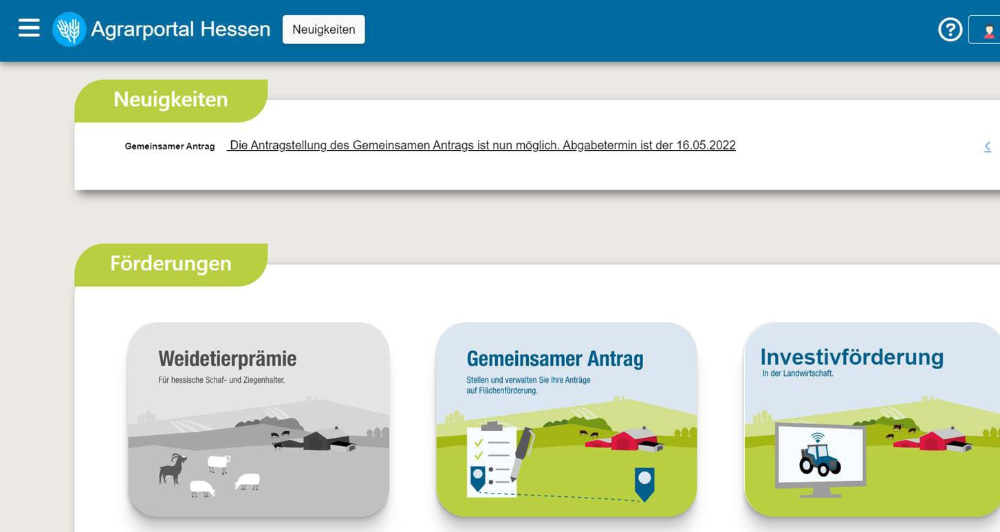 Agrarportal Hessen Neuigkeiten ?
Neuigkeiten
Gemeinsamer Antrag Die Antragstellung des Gemeinsamen Antrags ist nun möglich. Abgabetermin ist der 16.05.2022
Förderungen
Weidetierprämie
Für hessische Schaf- und Ziegenhalter.
Gemeinsamer Antrag
Stellen und verwalten Sie Ihre Anträge
auf Flächenförderung.
Investivförderung
In der Landwirtschaft.